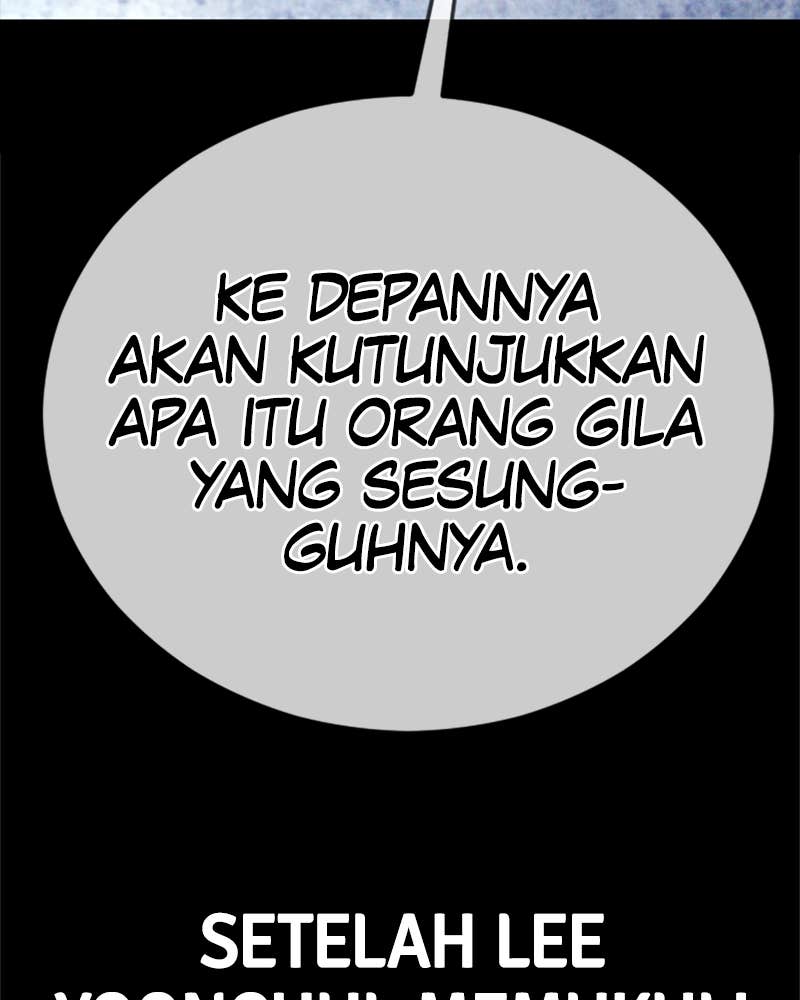 KE DEPANNYA
AKAN KUTUNJUKKAN
APA ITU ORANG GILA
YANG SESUNG-
GUHNYA.
SETELAH LEE